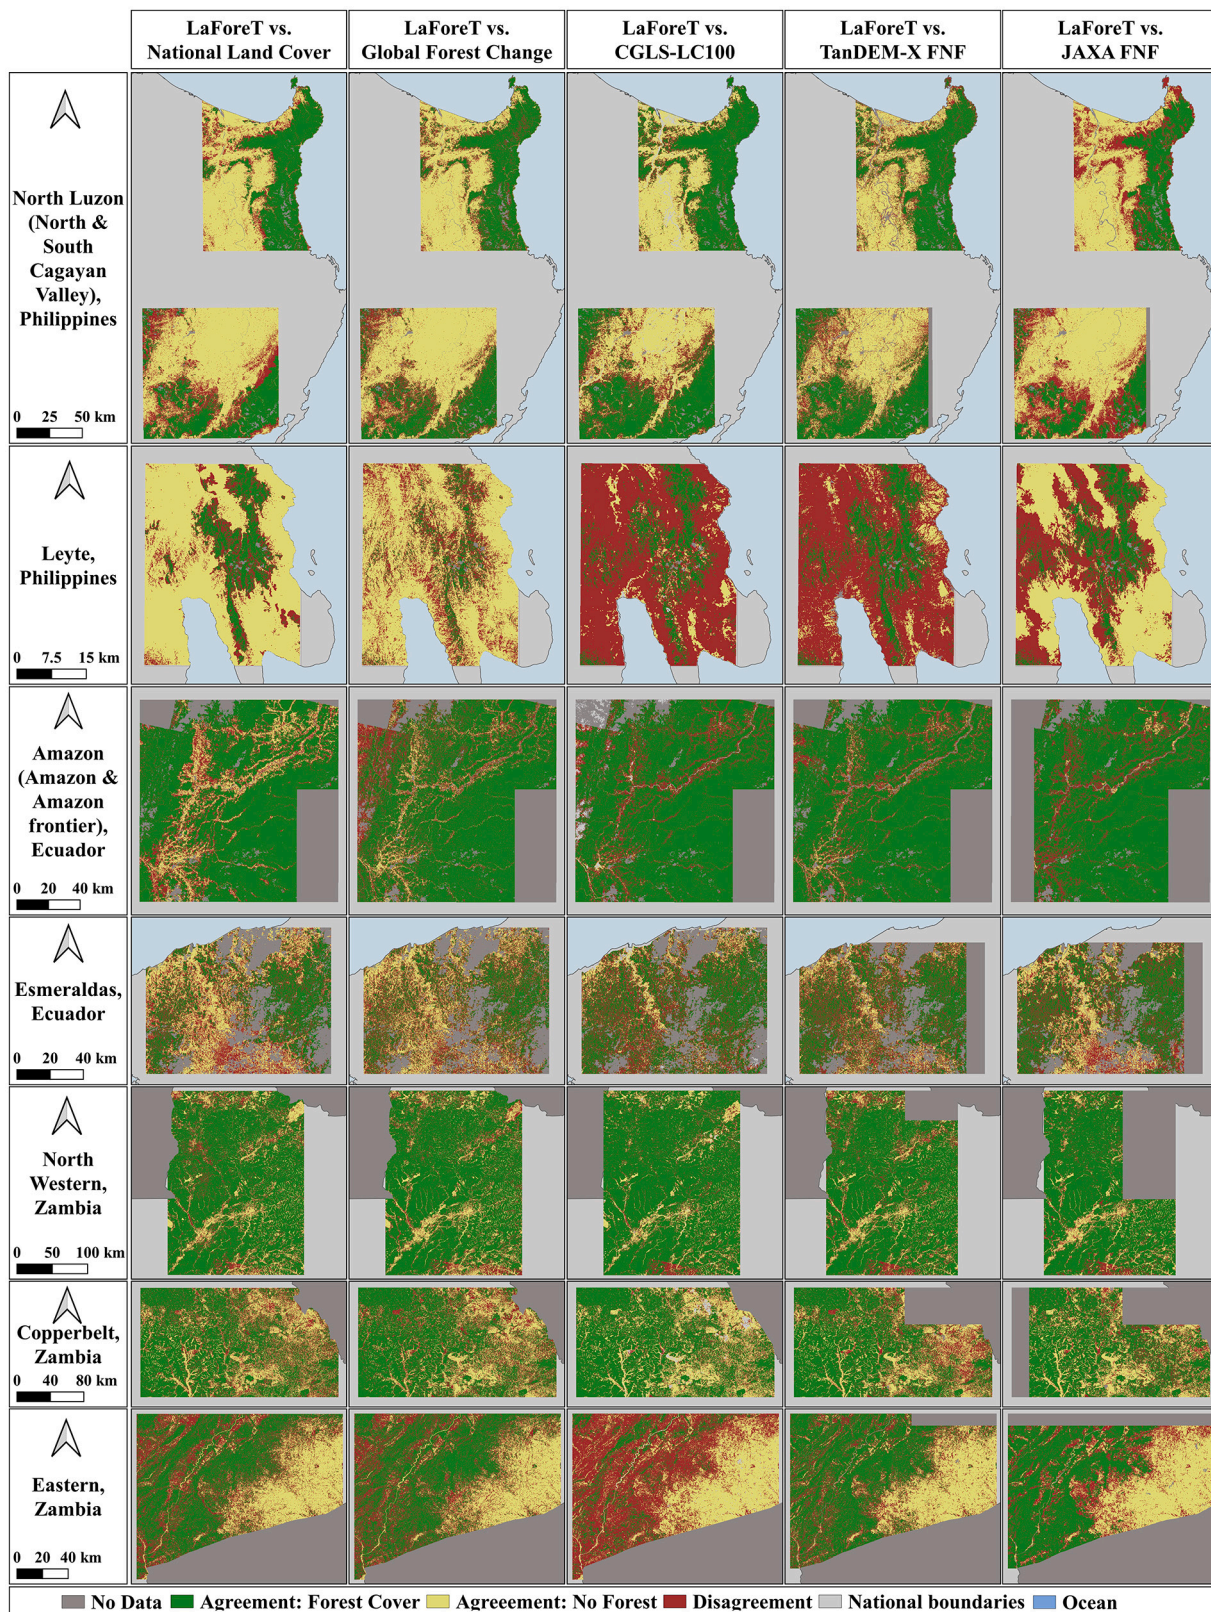 LaForeT vs.
National Land Cover
LaForeT vs.
Global Forest Change
LaForeT vs.
CGLS-LC100
LaForeT vs.
TanDEM-X FNF
LaForeT vs.
JAXA FNF
North Luzon
(North &
South
Cagayan
Valley),
Philippines
0 25 50 km
Leyte,
Philippines
0 7.5 15 km
Amazon
(Amazon &
Amazon
frontier),
Ecuador
0 20 40 km
Esmeraldas,
Ecuador
0 20 40 km
North
Western,
Zambia
0 50 100 km
Copperbelt,
Zambia
0 40 80 km
Eastern,
Zambia
0 20 40 km
No Data Agreement: Forest Cover Agreeement: No Forest Disagreement National boundaries Ocean